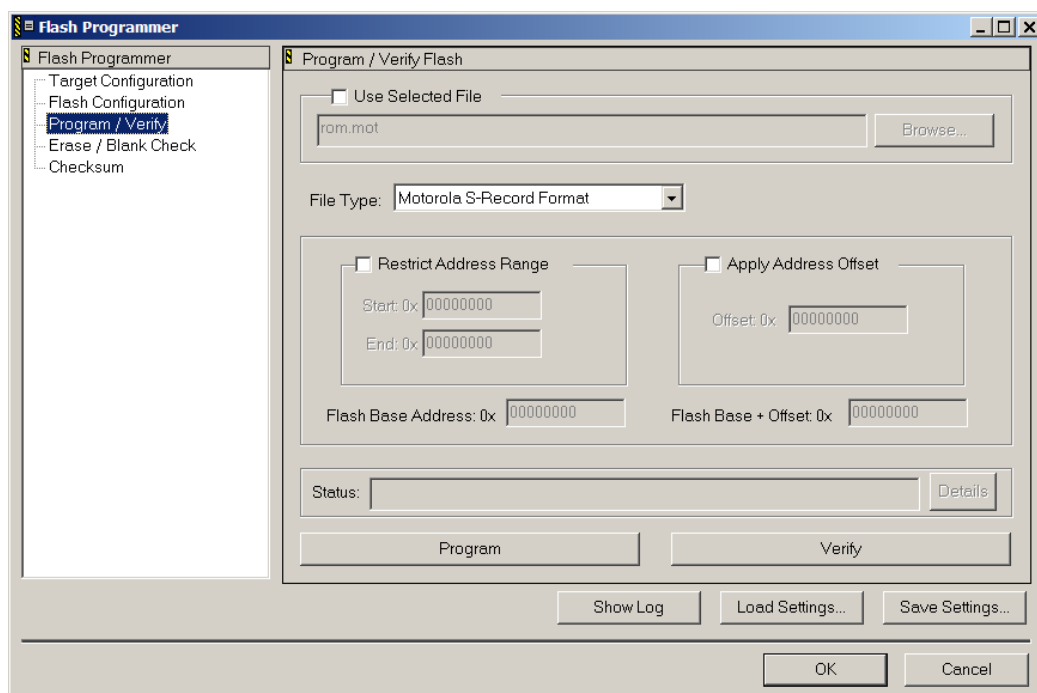 Flash Programmer
Flash Programmer
Target Configuration
Flash Configuration
Program / Verify
Erase / Blank Check
Checksum
Program / Verify Flash
Use Selected File
rom.mot
Browse...
File Type: Motorola S-Record Format
Restrict Address Range
Start: 0x 00000000
End: 0x 00000000
Apply Address Offset
Offset: 0x 00000000
Flash Base Address: 0x 00000000
Flash Base + Offset: 0x 00000000
Status:
Details
Program
Verify
Show Log
Load Settings...
Save Settings...
OK
Cancel